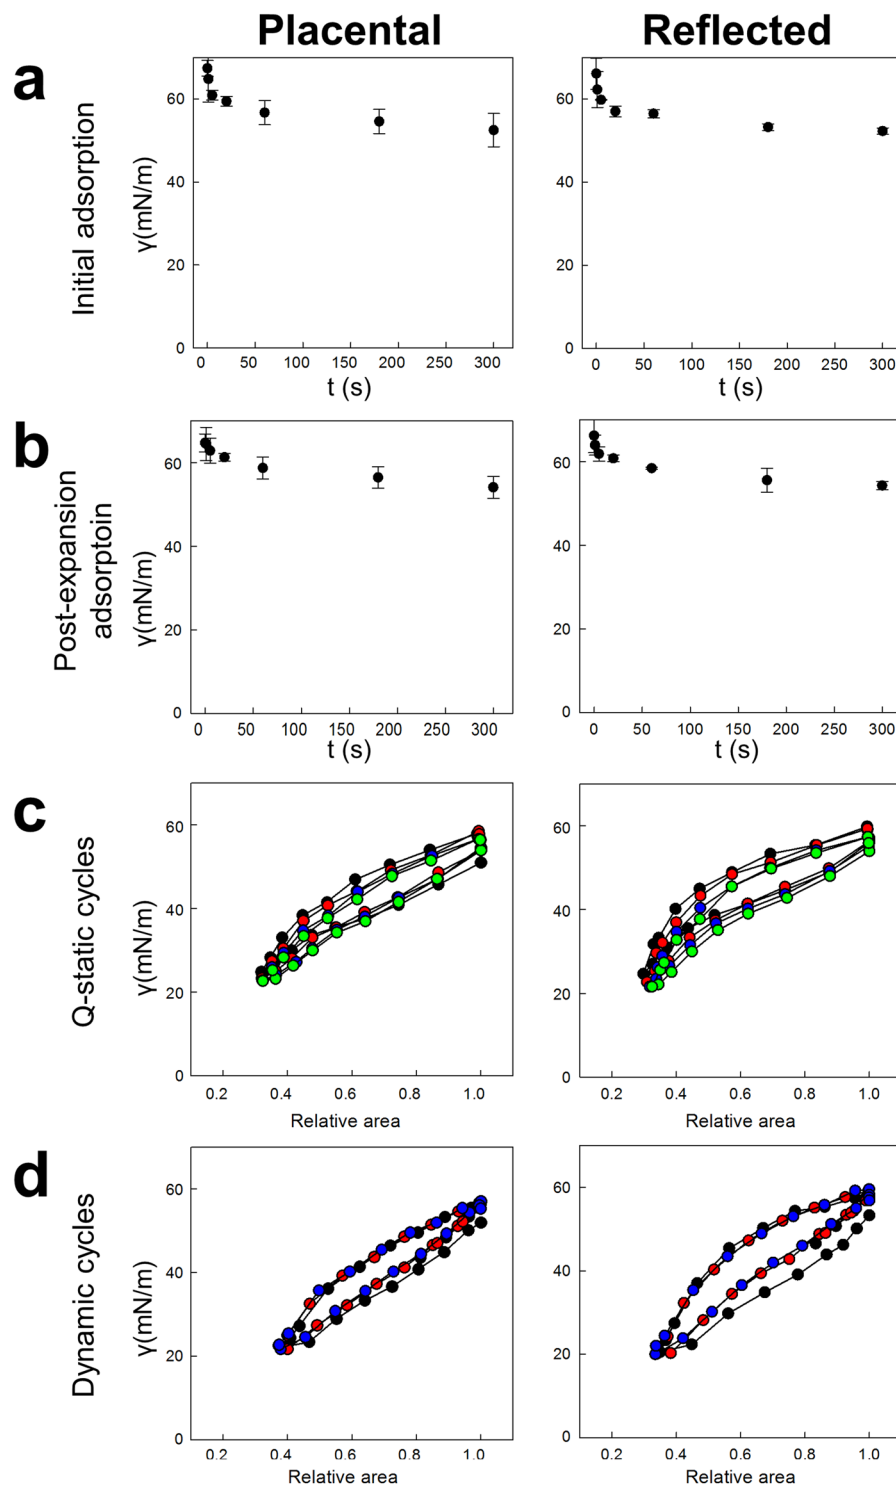 Placental Reflected
a
Initial adsorption
γ(mN/m)
60
40
20
0
0 50 100 150 200 250 300
t (s)
60
40
20
0
0 50 100 150 200 250 300
t (s)
b
Post-expansion
adsorptoin
γ(mN/m)
60
40
20
0
0 50 100 150 200 250 300
t (s)
60
40
20
0
0 50 100 150 200 250 300
t (s)
c
Q-static cycles
γ(mN/m)
60
40
20
0
0.2 0.4 0.6 0.8 1.0
Relative area
60
40
20
0
0.2 0.4 0.6 0.8 1.0
Relative area
d
Dynamic cycles
γ(mN/m)
60
40
20
0
0.2 0.4 0.6 0.8 1.0
Relative area
60
40
20
0
0.2 0.4 0.6 0.8 1.0
Relative area